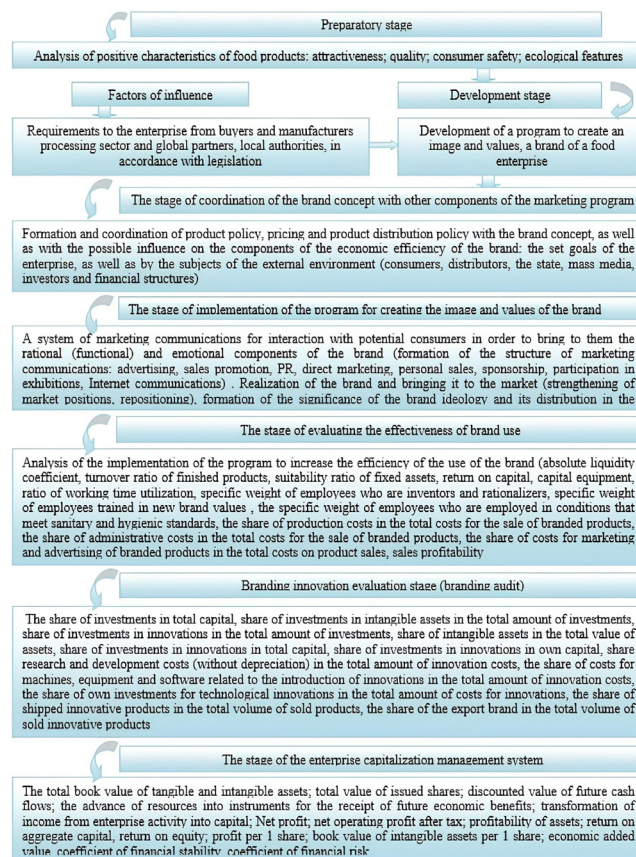 Preparatory stage
Analysis of positive characteristics of food products: attractiveness; quality; consumer safety; ecological features
Factors of influence
Development stage
Requirements to the enterprise from buyers and manufacturers
processing sector and global partners, local authorities, in
accordance with legislation
Development of a program to create an
image and values, a brand of a food
enterprise
The stage of coordination of the brand concept with other components of the marketing program
Formation and coordination of product policy, pricing and product distribution policy with the brand concept, as well
as with the possible influence on the components of the economic efficiency of the brand: the set goals of the
enterprise, as well as by the subjects of the external environment (consumers, distributors, the state, mass media,
investors and financial structures)
The stage of implementation of the program for creating the image and values of the brand
A system of marketing communications for interaction with potential consumers in order to bring to them the
rational (functional) and emotional components of the brand (formation of the structure of marketing
communications: advertising, sales promotion, PR, direct marketing, personal sales, sponsorship, participation in
exhibitions, Internet communications) . Realization of the brand and bringing it to the market (strengthening of
market positions, repositioning), formation of the significance of the brand ideology and its distribution in the
The stage of evaluating the effectiveness of brand use
Analysis of the implementation of the program to increase the efficiency of the use of the brand (absolute liquidity
coefficient, turnover ratio of finished products, suitability ratio of fixed assets, return on capital, capital equipment,
ratio of working time utilization, specific weight of employees who are inventors and rationalizers, specific weight
of employees trained in new brand values , the specific weight of employees who are employed in conditions that
meet sanitary and hygienic standards, the share of production costs in the total costs for the sale of branded products,
the share of administrative costs in the total costs for the sale of branded products, the share of costs for marketing
and advertising of branded products in the total costs on product sales, sales profitability
Branding innovation evaluation stage (branding audit)
The share of investments in total capital, share of investments in intangible assets in the total amount of investments,
share of investments in innovations in the total amount of investments, share of intangible assets in the total value of
assets, share of investments in innovations in total capital, share of investments in innovations in own capital, share
research and development costs (without depreciation) in the total amount of innovation costs, the share of costs for
machines, equipment and software related to the introduction of innovations in the total amount of innovation costs,
the share of own investments for technological innovations in the total amount of costs for innovations, the share of
shipped innovative products in the total volume of sold products, the share of the export brand in the total volume of
sold innovative products
The stage of the enterprise capitalization management system
The total book value of tangible and intangible assets; total value of issued shares; discounted value of future cash
flows; the advance of resources into instruments for the receipt of future economic benefits; transformation of
income from enterprise activity into capital; Net profit; net operating profit after tax; profitability of assets; return on
aggregate capital, return on equity; profit per 1 share; book value of intangible assets per 1 share; economic added
value, coefficient of financial stability, coefficient of financial risk